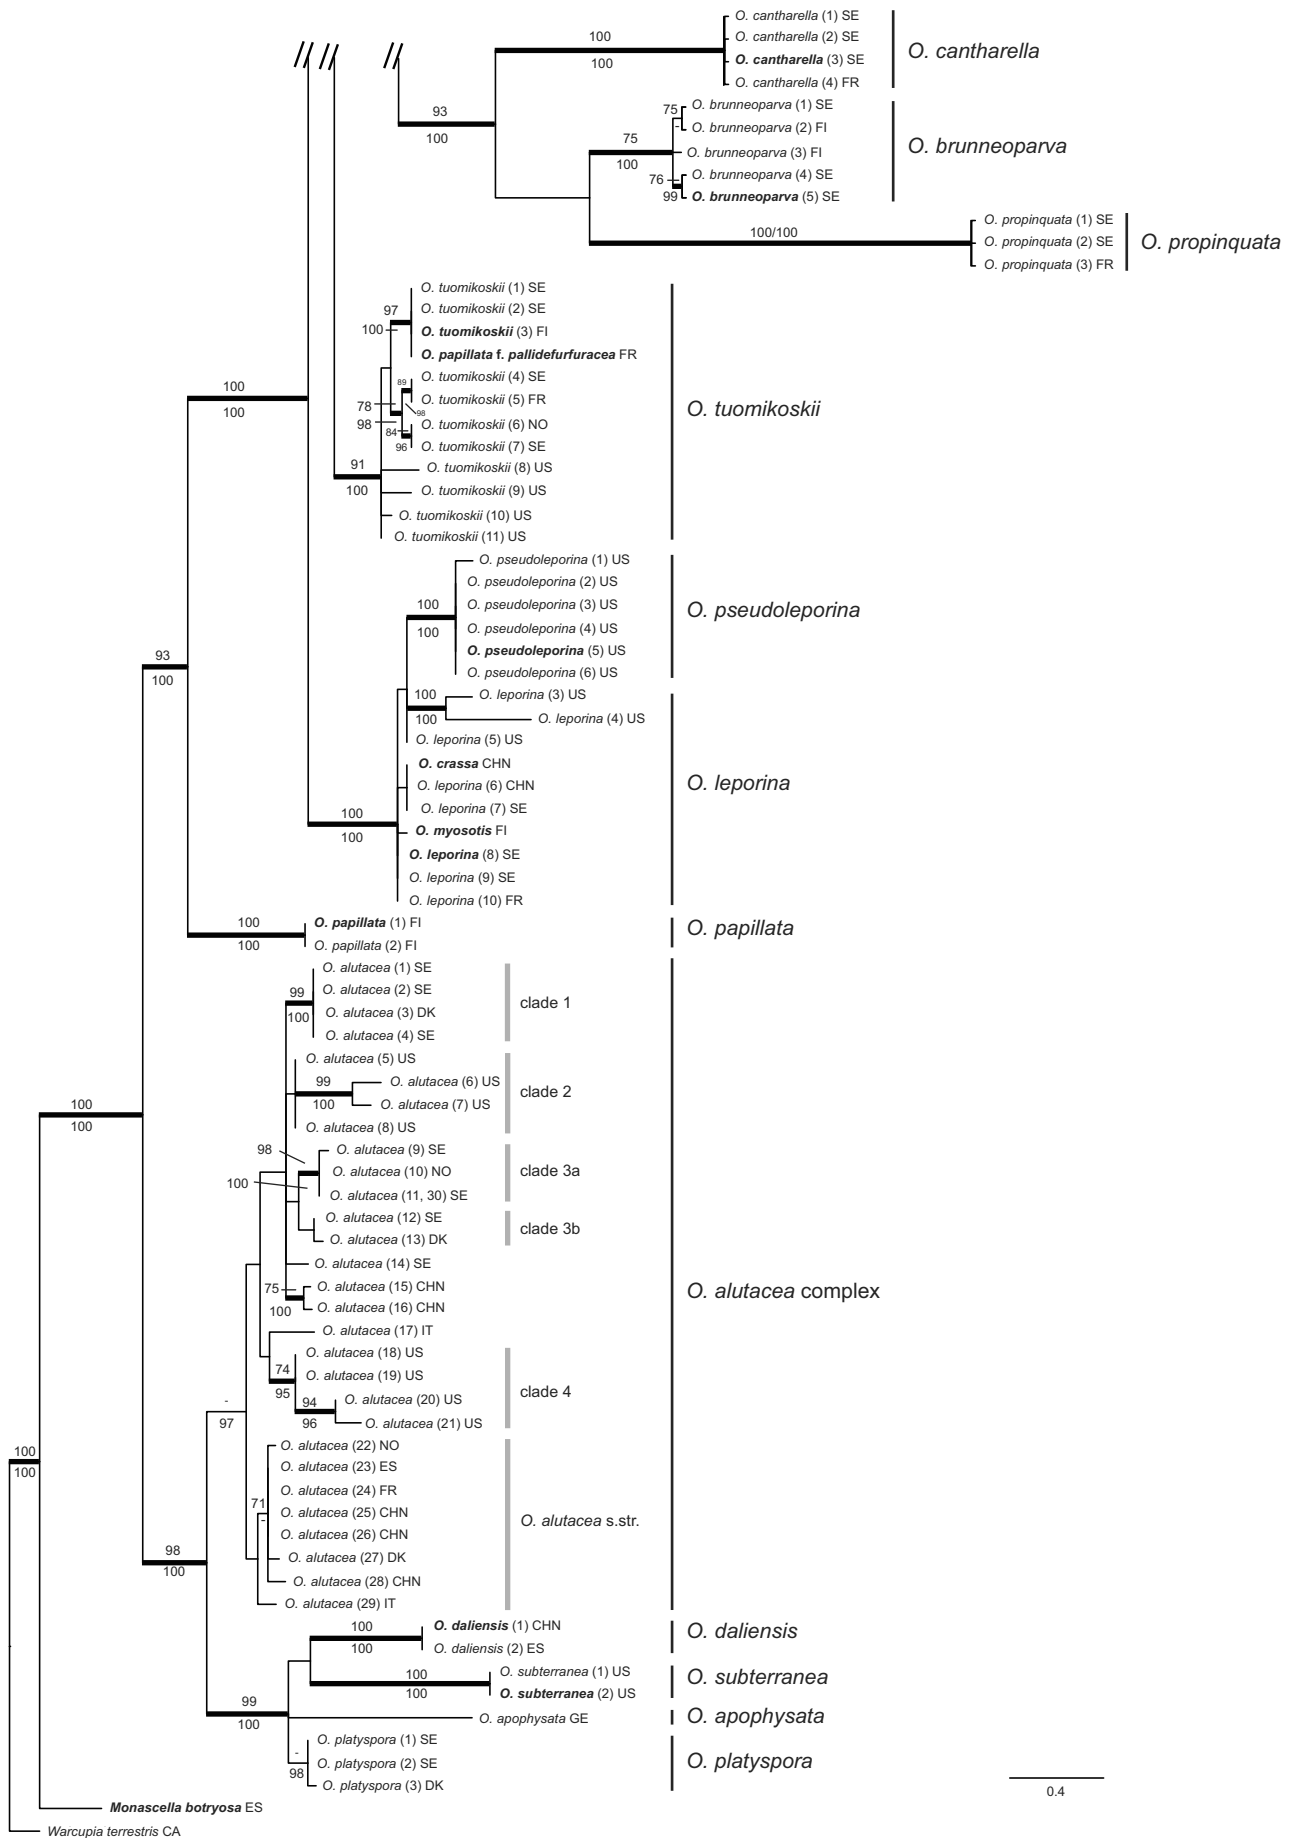 O. cantharella (1) SE
100
O. cantharella (2) SE
O. cantharella
O. cantharella (3) SE
100
O. cantharella (4) FR
75
O. brunneoparva (1) SE
93
-
O. brunneoparva (2) FI
100
75
O. brunneoparva
O. brunneoparva (3) FI
100
76
O. brunneoparva (4) SE
99
O. brunneoparva (5) SE
O. propinquata (1) SE
100/100
O. propinquata (2) SE
O. propinquata
O. propinquata (3) FR
O. tuomikoskii (1) SE
97
O. tuomikoskii (2) SE
100
O. tuomikoskii (3) FI
O. papillata f. pallidefurfuracea FR
89
O. tuomikoskii (4) SE
100
O. tuomikoskii (5) FR
78
98
O. tuomikoskii
100
98
O. tuomikoskii (6) NO
84
96
O. tuomikoskii (7) SE
91
O. tuomikoskii (8) US
100
O. tuomikoskii (9) US
O. tuomikoskii (10) US
O. tuomikoskii (11) US
O. pseudoleporina (1) US
O. pseudoleporina (2) US
100
O. pseudoleporina (3) US
O. pseudoleporina
100
O. pseudoleporina (4) US
O. pseudoleporina (5) US
93
O. pseudoleporina (6) US
100
100
O. leporina (3) US
100
O. leporina (4) US
O. leporina (5) US
O. crassa CHN
O. leporina (6) CHN
O. leporina
100
O. leporina (7) SE
100
O. myosotis FI
O. leporina (8) SE
O. leporina (9) SE
O. leporina (10) FR
100
O. papillata (1) FI
O. papillata
100
O. papillata (2) FI
O. alutacea (1) SE
99
O. alutacea (2) SE
clade 1
100
O. alutacea (3) DK
O. alutacea (4) SE
O. alutacea (5) US
99
O. alutacea (6) US
clade 2
100
O. alutacea (7) US
100
100
O. alutacea (8) US
98
O. alutacea (9) SE
O. alutacea (10) NO
clade 3a
100
O. alutacea (11, 30) SE
O. alutacea (12) SE
clade 3b
O. alutacea (13) DK
O. alutacea (14) SE
75
O. alutacea (15) CHN
O. alutacea complex
100
O. alutacea (16) CHN
O. alutacea (17) IT
O. alutacea (18) US
74
O. alutacea (19) US
95
clade 4
94
O. alutacea (20) US
-
97
96
O. alutacea (21) US
O. alutacea (22) NO
100
O. alutacea (23) ES
100
O. alutacea (24) FR
71
O. alutacea (25) CHN
-
O. alutacea s.str.
O. alutacea (26) CHN
98
O. alutacea (27) DK
100
O. alutacea (28) CHN
O. alutacea (29) IT
100
O. daliensis (1) CHN
O. daliensis
100
O. daliensis (2) ES
100
O. subterranea (1) US
O. subterranea
100
O. subterranea (2) US
99
O. apophysata GE
O. apophysata
100
O. platyspora (1) SE
-
O. platyspora (2) SE
O. platyspora
98
O. platyspora (3) DK
0.4
Monascella botryosa ES
Warcupia terrestris CA